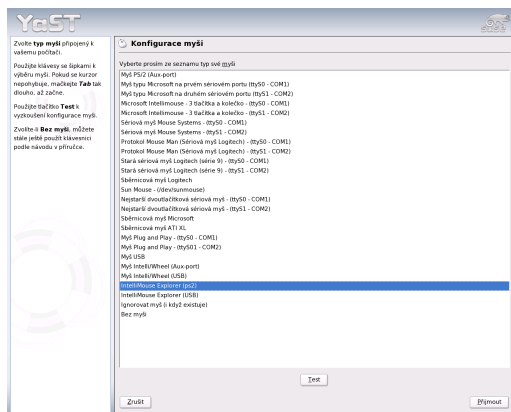 YaST
SUSE
Zvolte typ myši připojený k
vašemu počítači.
Použijte klávesy se šipkami k
výběru myši. Pokud se kurzor
nepohybuje, mačkejte Tab tak
dlouho, až začne.
Použijte tlačítko Test k
vyzkoušení konfigurace myši.
Zvolíte-li Bez myši, můžete
stále ještě použít klávesnici
podle návodu v příručce.
Konfigurace myši
Vyberte prosím ze seznamu typ své myši
Myš PS/2 (Aux-port)
Myš typu Microsoft na prvém sériovém portu (ttyS0 - COM1)
Myš typu Microsoft na druhém sériovém portu (ttyS1 - COM2)
Microsoft Intellimouse - 3 tlačítka a kolečko - (ttyS0 - COM1)
Microsoft Intellimouse - 3 tlačítka a kolečko - (ttyS1 - COM2)
Sériová myš Mouse Systems - (ttyS0 - COM1)
Sériová myš Mouse Systems - (ttyS1 - COM2)
Protokol Mouse Man (Sériová myš Logitech) - (ttyS0 - COM1)
Protokol Mouse Man (Sériová myš Logitech) - (ttyS1 - COM2)
Stará sériová myš Logitech (série 9) - (ttyS0 - COM1)
Stará sériová myš Logitech (série 9) - (ttyS1 - COM2)
Sběrnicová myš Logitech
Sun Mouse - (/dev/sunmouse)
Nejstarší dvoutlačítková sériová myš - (ttyS0 - COM1)
Nejstarší dvoutlačítková sériová myš - (ttyS1 - COM2)
Sběrnicová myš Microsoft
Sběrnicová myš ATI XL
Myš Plug and Play - (ttyS0 - COM1)
Myš Plug and Play - (ttyS01 - COM2)
Myš USB
Myš Intelli/Wheel (Aux-port)
Myš Intelli/Wheel (USB)
IntelliMouse Explorer (ps2)
IntelliMouse Explorer (USB)
Ignorovat myš (i když existuje)
Bez myši
Test
Zrušit
Přijmout